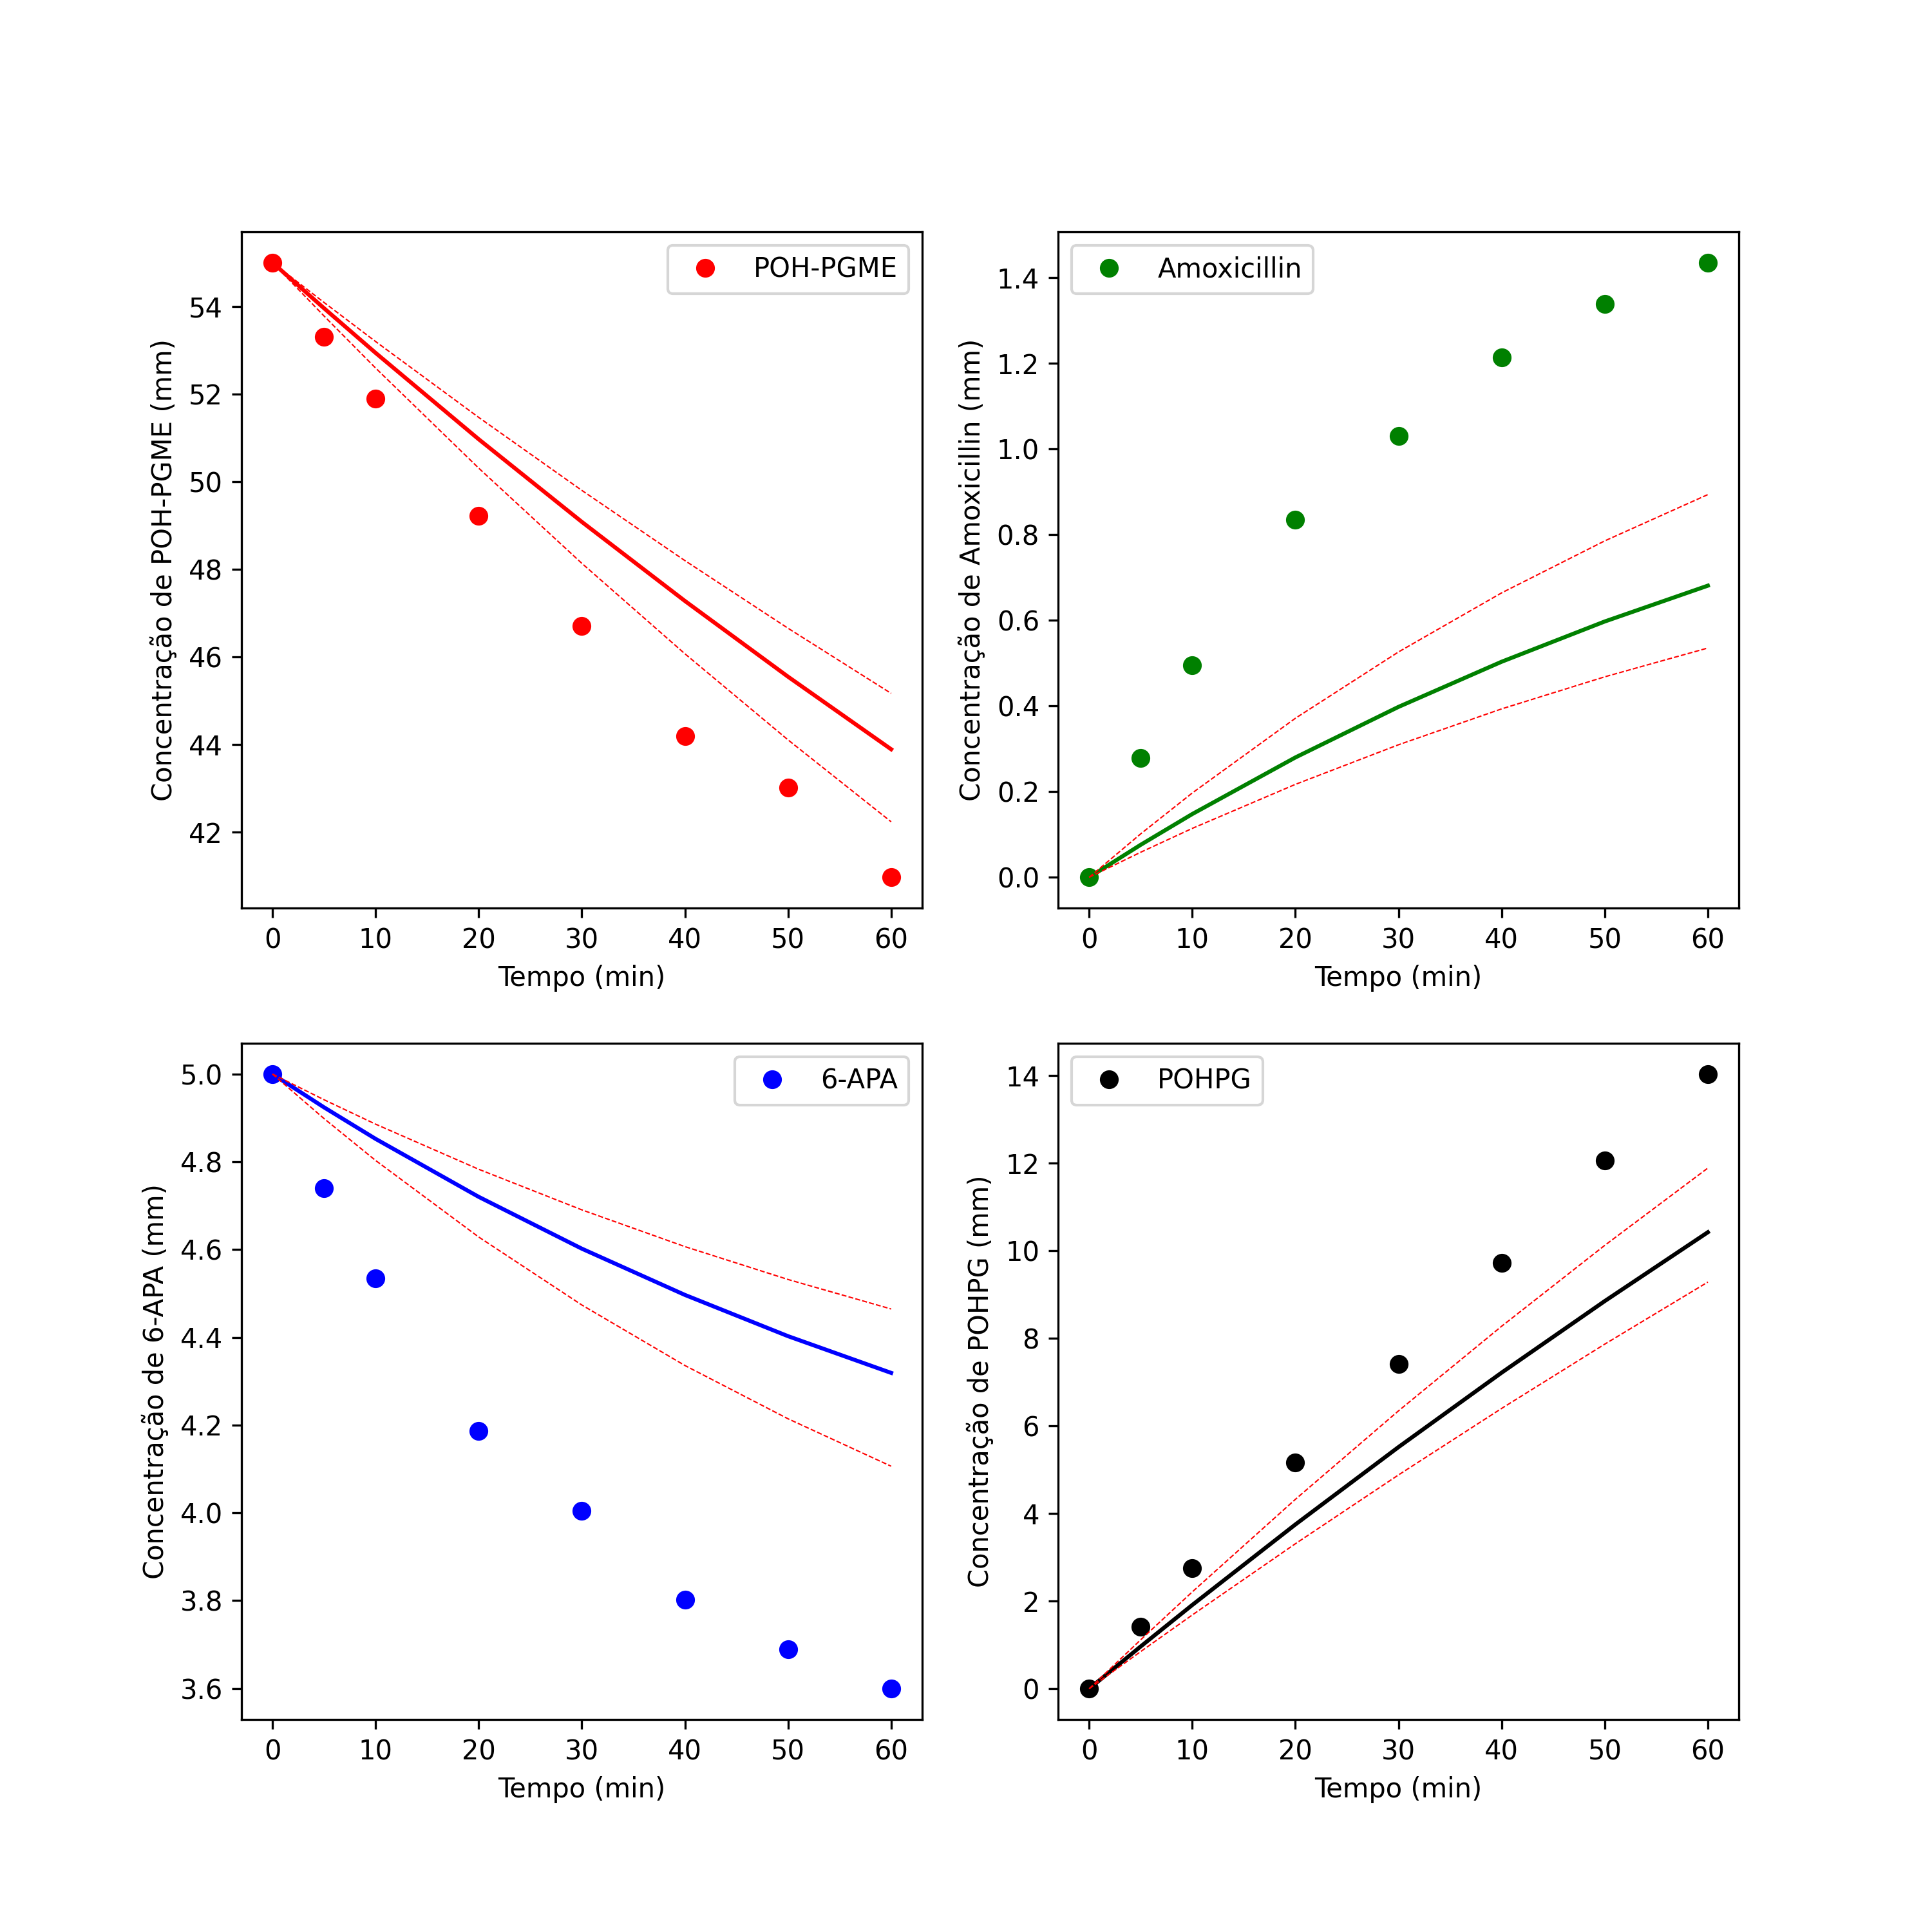 POH-PGME
Concentração de POH-PGME (mm)
54
52
50
48
46
44
42
0 10 20 30 40 50 60
Tempo (min)
Amoxicillin
Concentração de Amoxicillin (mm)
1.4
1.2
1.0
0.8
0.6
0.4
0.2
0.0
0 10 20 30 40 50 60
Tempo (min)
6-APA
Concentração de 6-APA (mm)
5.0
4.8
4.6
4.4
4.2
4.0
3.8
3.6
0 10 20 30 40 50 60
Tempo (min)
POHPG
Concentração de POHPG (mm)
14
12
10
8
6
4
2
0
0 10 20 30 40 50 60
Tempo (min)